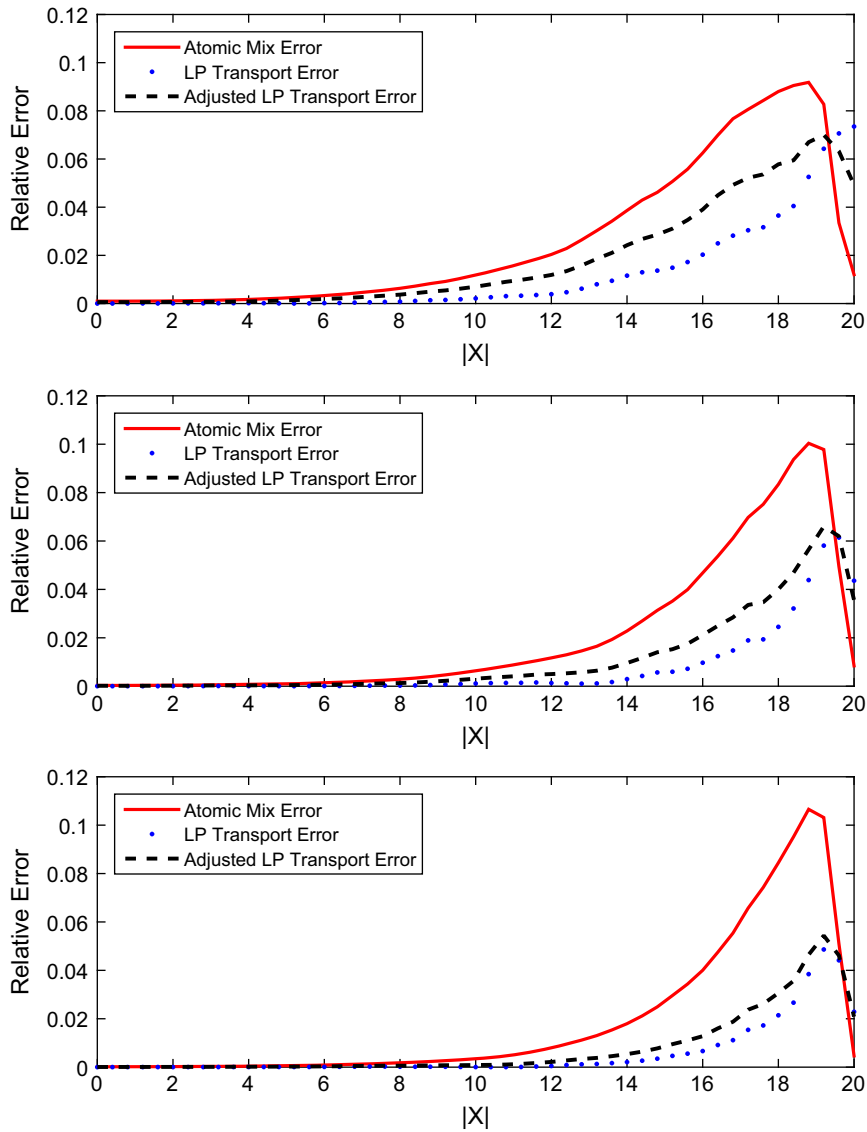 0.12
0.1
0.08
0.06
0.04
0.02
0
Relative Error
Atomic Mix Error
LP Transport Error
Adjusted LP Transport Error
0 2 4 6 8 10 12 14 16 18 20
|X|
0.12
0.1
0.08
0.06
0.04
0.02
0
Relative Error
Atomic Mix Error
LP Transport Error
Adjusted LP Transport Error
0 2 4 6 8 10 12 14 16 18 20
|X|
0.12
0.1
0.08
0.06
0.04
0.02
0
Relative Error
Atomic Mix Error
LP Transport Error
Adjusted LP Transport Error
0 2 4 6 8 10 12 14 16 18 20
|X|